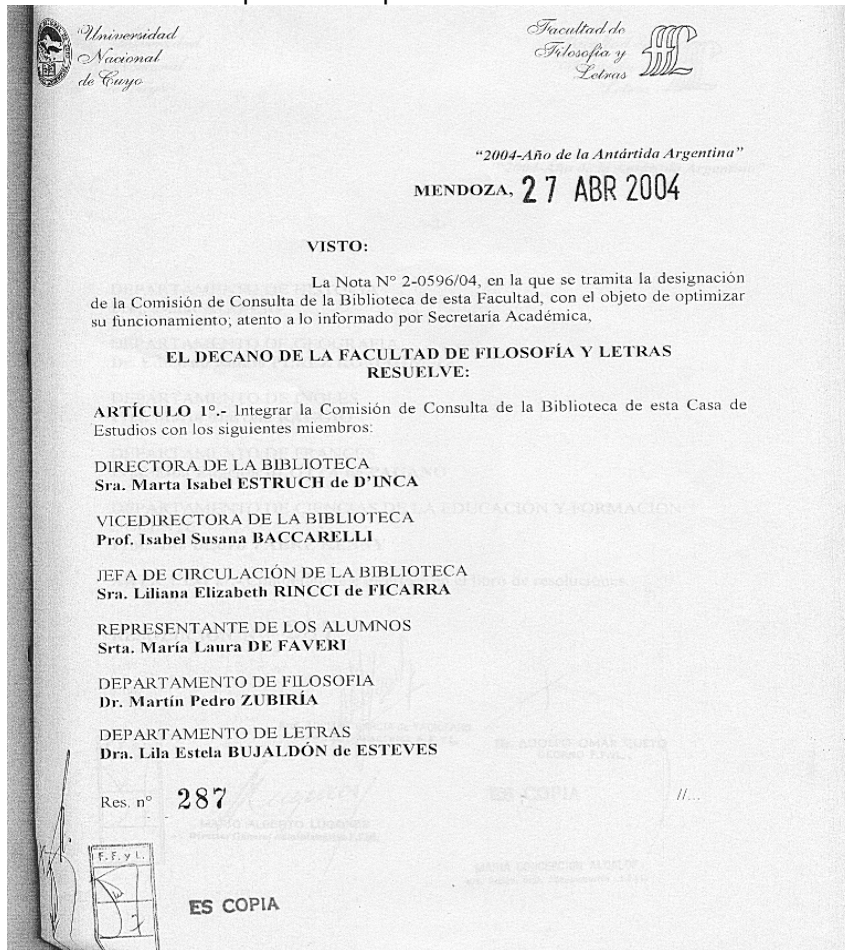 Universidad
Nacional
de Cuyo
Facultad de
Filosofía y
Letras
"2004-Año de la Antártida Argentina"
MENDOZA, 27 ABR 2004
VISTO:
La Nota N° 2-0596/04, en la que se tramita la designación
de la Comisión de Consulta de la Biblioteca de esta Facultad, con el objeto de optimizar
su funcionamiento; atento a lo informado por Secretaría Académica,
EL DECANO DE LA FACULTAD DE FILOSOFÍA Y LETRAS
RESUELVE:
ARTÍCULO 1°.- Integrar la Comisión de Consulta de la Biblioteca de esta Casa de
Estudios con los siguientes miembros:
DIRECTORA DE LA BIBLIOTECA
Sra. Marta Isabel ESTRUCH de D'INCA
VICEDIRECTORA DE LA BIBLIOTECA
Prof. Isabel Susana BACCARELLI
JEFA DE CIRCULACIÓN DE LA BIBLIOTECA
Sra. Liliana Elizabeth RINCCI de FICARRA
REPRESENTANTE DE LOS ALUMNOS
Srta. María Laura DE FAVERI
DEPARTAMENTO DE FILOSOFIA
Dr. Martín Pedro ZUBIRÍA
DEPARTAMENTO DE LETRAS
Dra. Lila Estela BUJALDÓN de ESTEVES
Res. n° 287
//...
F. F. y L.
ES COPIA